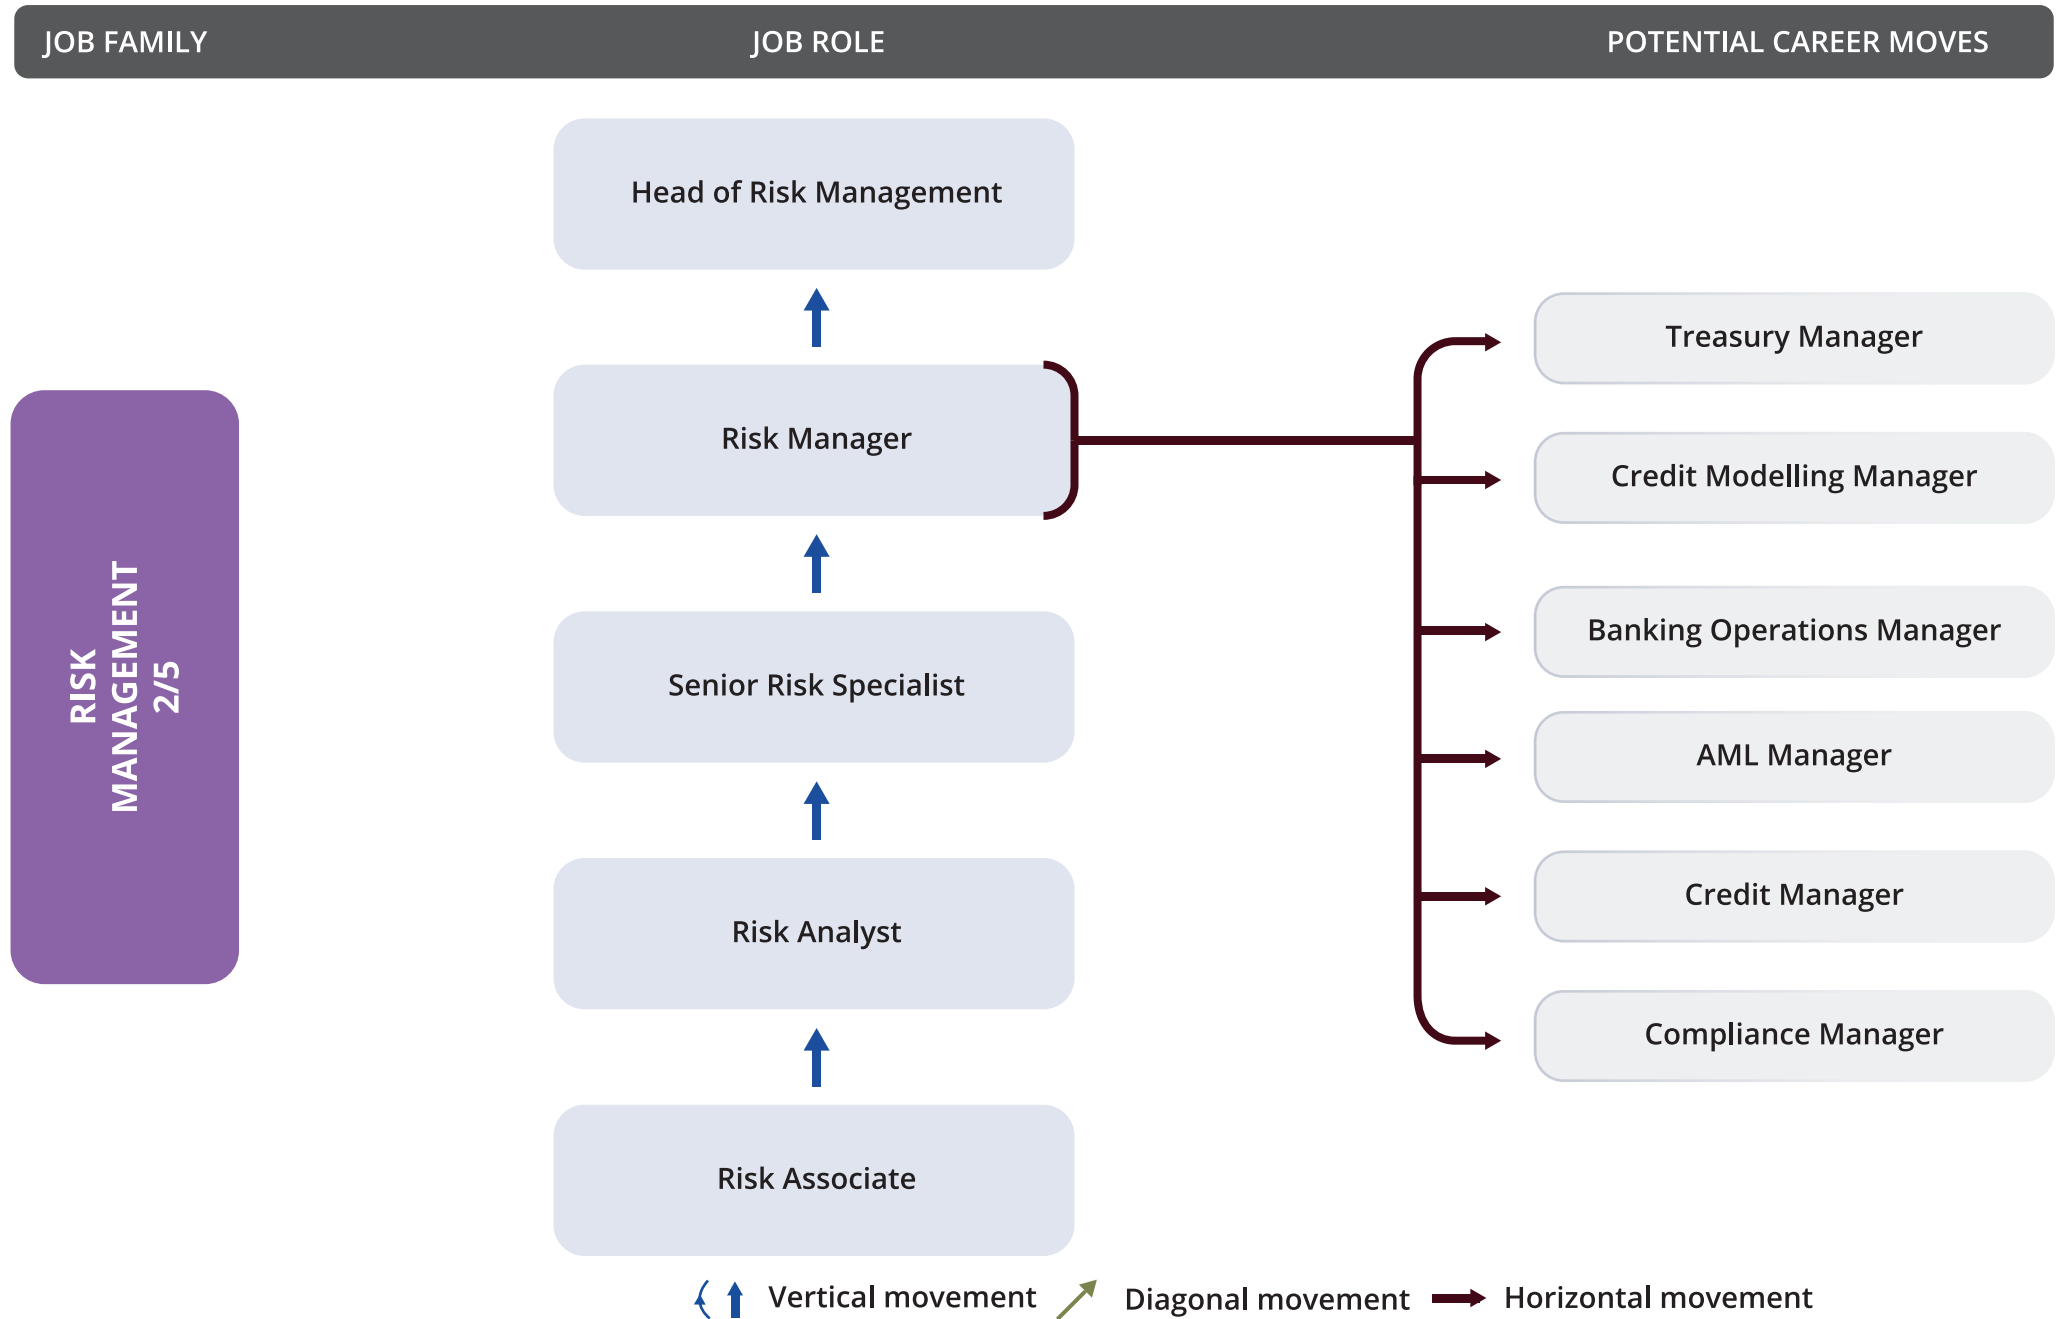 JOB FAMILY
JOB ROLE
POTENTIAL CAREER MOVES
RISK
MANAGEMENT
2/5
Head of Risk Management
Risk Manager
Senior Risk Specialist
Risk Analyst
Risk Associate
Treasury Manager
Credit Modelling Manager
Banking Operations Manager
AML Manager
Credit Manager
Compliance Manager
Vertical movement
Diagonal movement
Horizontal movement